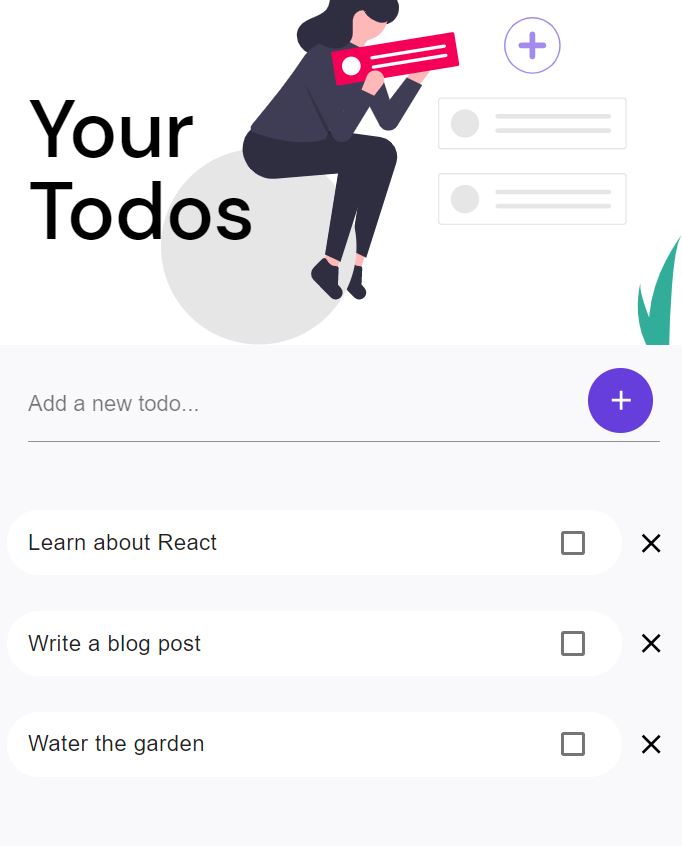 Your
Todos
Add a new todo...
Learn about React
Write a blog post
Water the garden